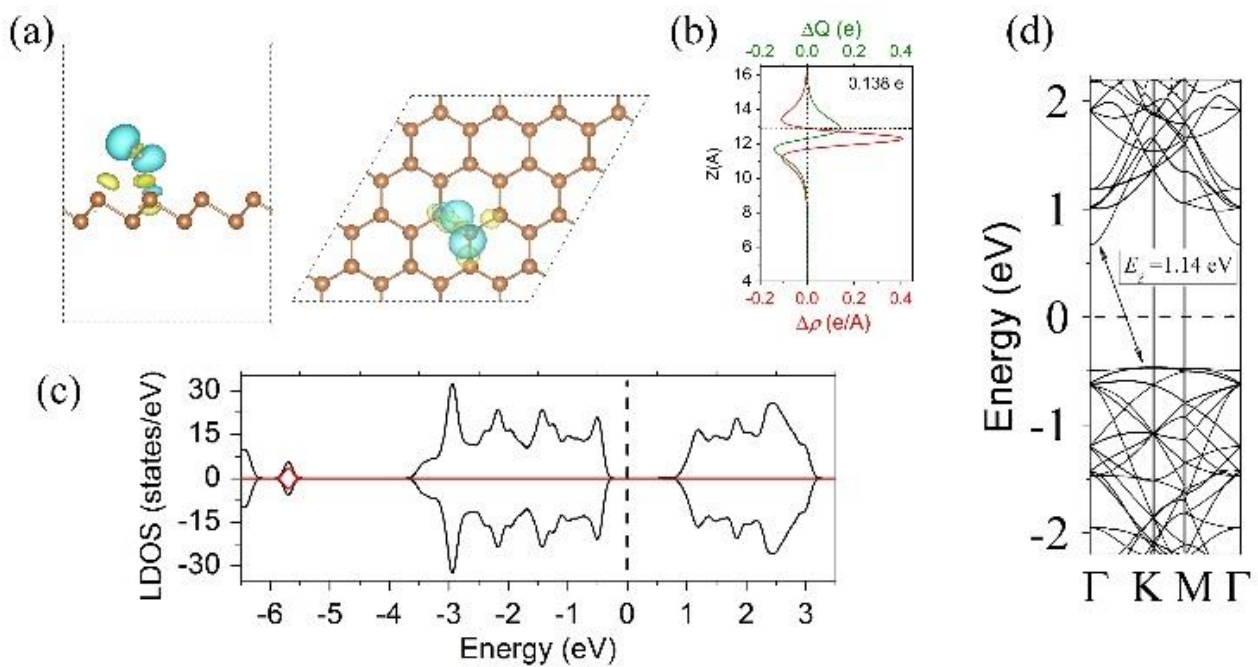 (a)
(b)
ΔQ (e)
-0.2 0.0 0.2 0.4
16
14
12
10
8
6
4
Z(A)
0.138 e
-0.2 0.0 0.2 0.4
Δρ (e/A)
(c)
LDOS (states/eV)
30
15
0
-15
-30
-6 -5 -4 -3 -2 -1 0 1 2 3
Energy (eV)
(d)
Energy (eV)
2
1
0
-1
-2
E_g=1.14 eV
Γ K M Γ